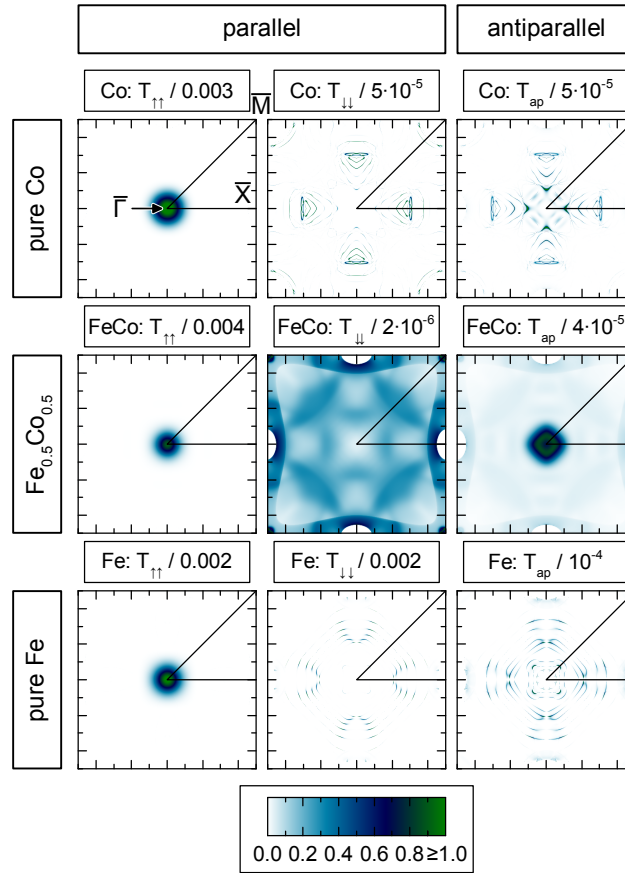 parallel
antiparallel
Co: T↑↑ / 0.003
M̅
Co: T↓↓ / 5·10⁻⁵
Co: Tap / 5·10⁻⁵
pure Co
Γ̅
X̅
FeCo: T↑↑ / 0.004
FeCo: T↓↓ / 2·10⁻⁶
FeCo: Tap / 4·10⁻⁵
Fe0.5Co0.5
Fe: T↑↑ / 0.002
Fe: T↓↓ / 0.002
Fe: Tap / 10⁻⁴
pure Fe
0.0 0.2 0.4 0.6 0.8 ≥1.0